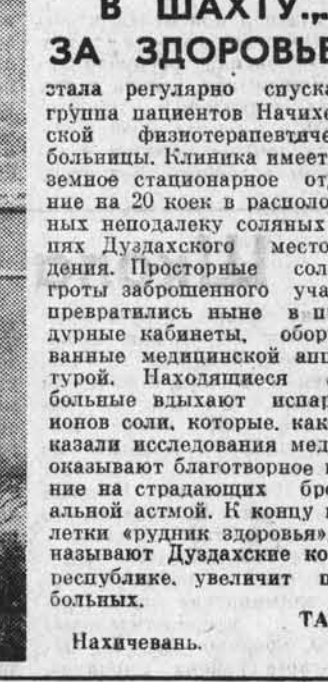 В ШАХТУ...
ЗА ЗДОРОВЬЕ
стала регулярно спуска
группа пациентов Начихе
ской физиотерапевтиче
больницы. Клиника имеет
земное стационарное от
ние на 20 коек в располо
ных неподалеку соляных
пях Дуздахского место
дения. Просторные сол
гроты заброшенного уча
превратились ныне в п
дурные кабинеты, обор
ванные медицинской апп
турой. Находящиеся
больные вдыхают испар
ионов соли, которые, как
казали исследования мед
оказывают благотворное
ние на страдающих бро
альной астмой. К концу
летки «рудник здоровья»
называют Дуздахские ко
республике, увеличит п
больных.
ТА
Нахичевань.